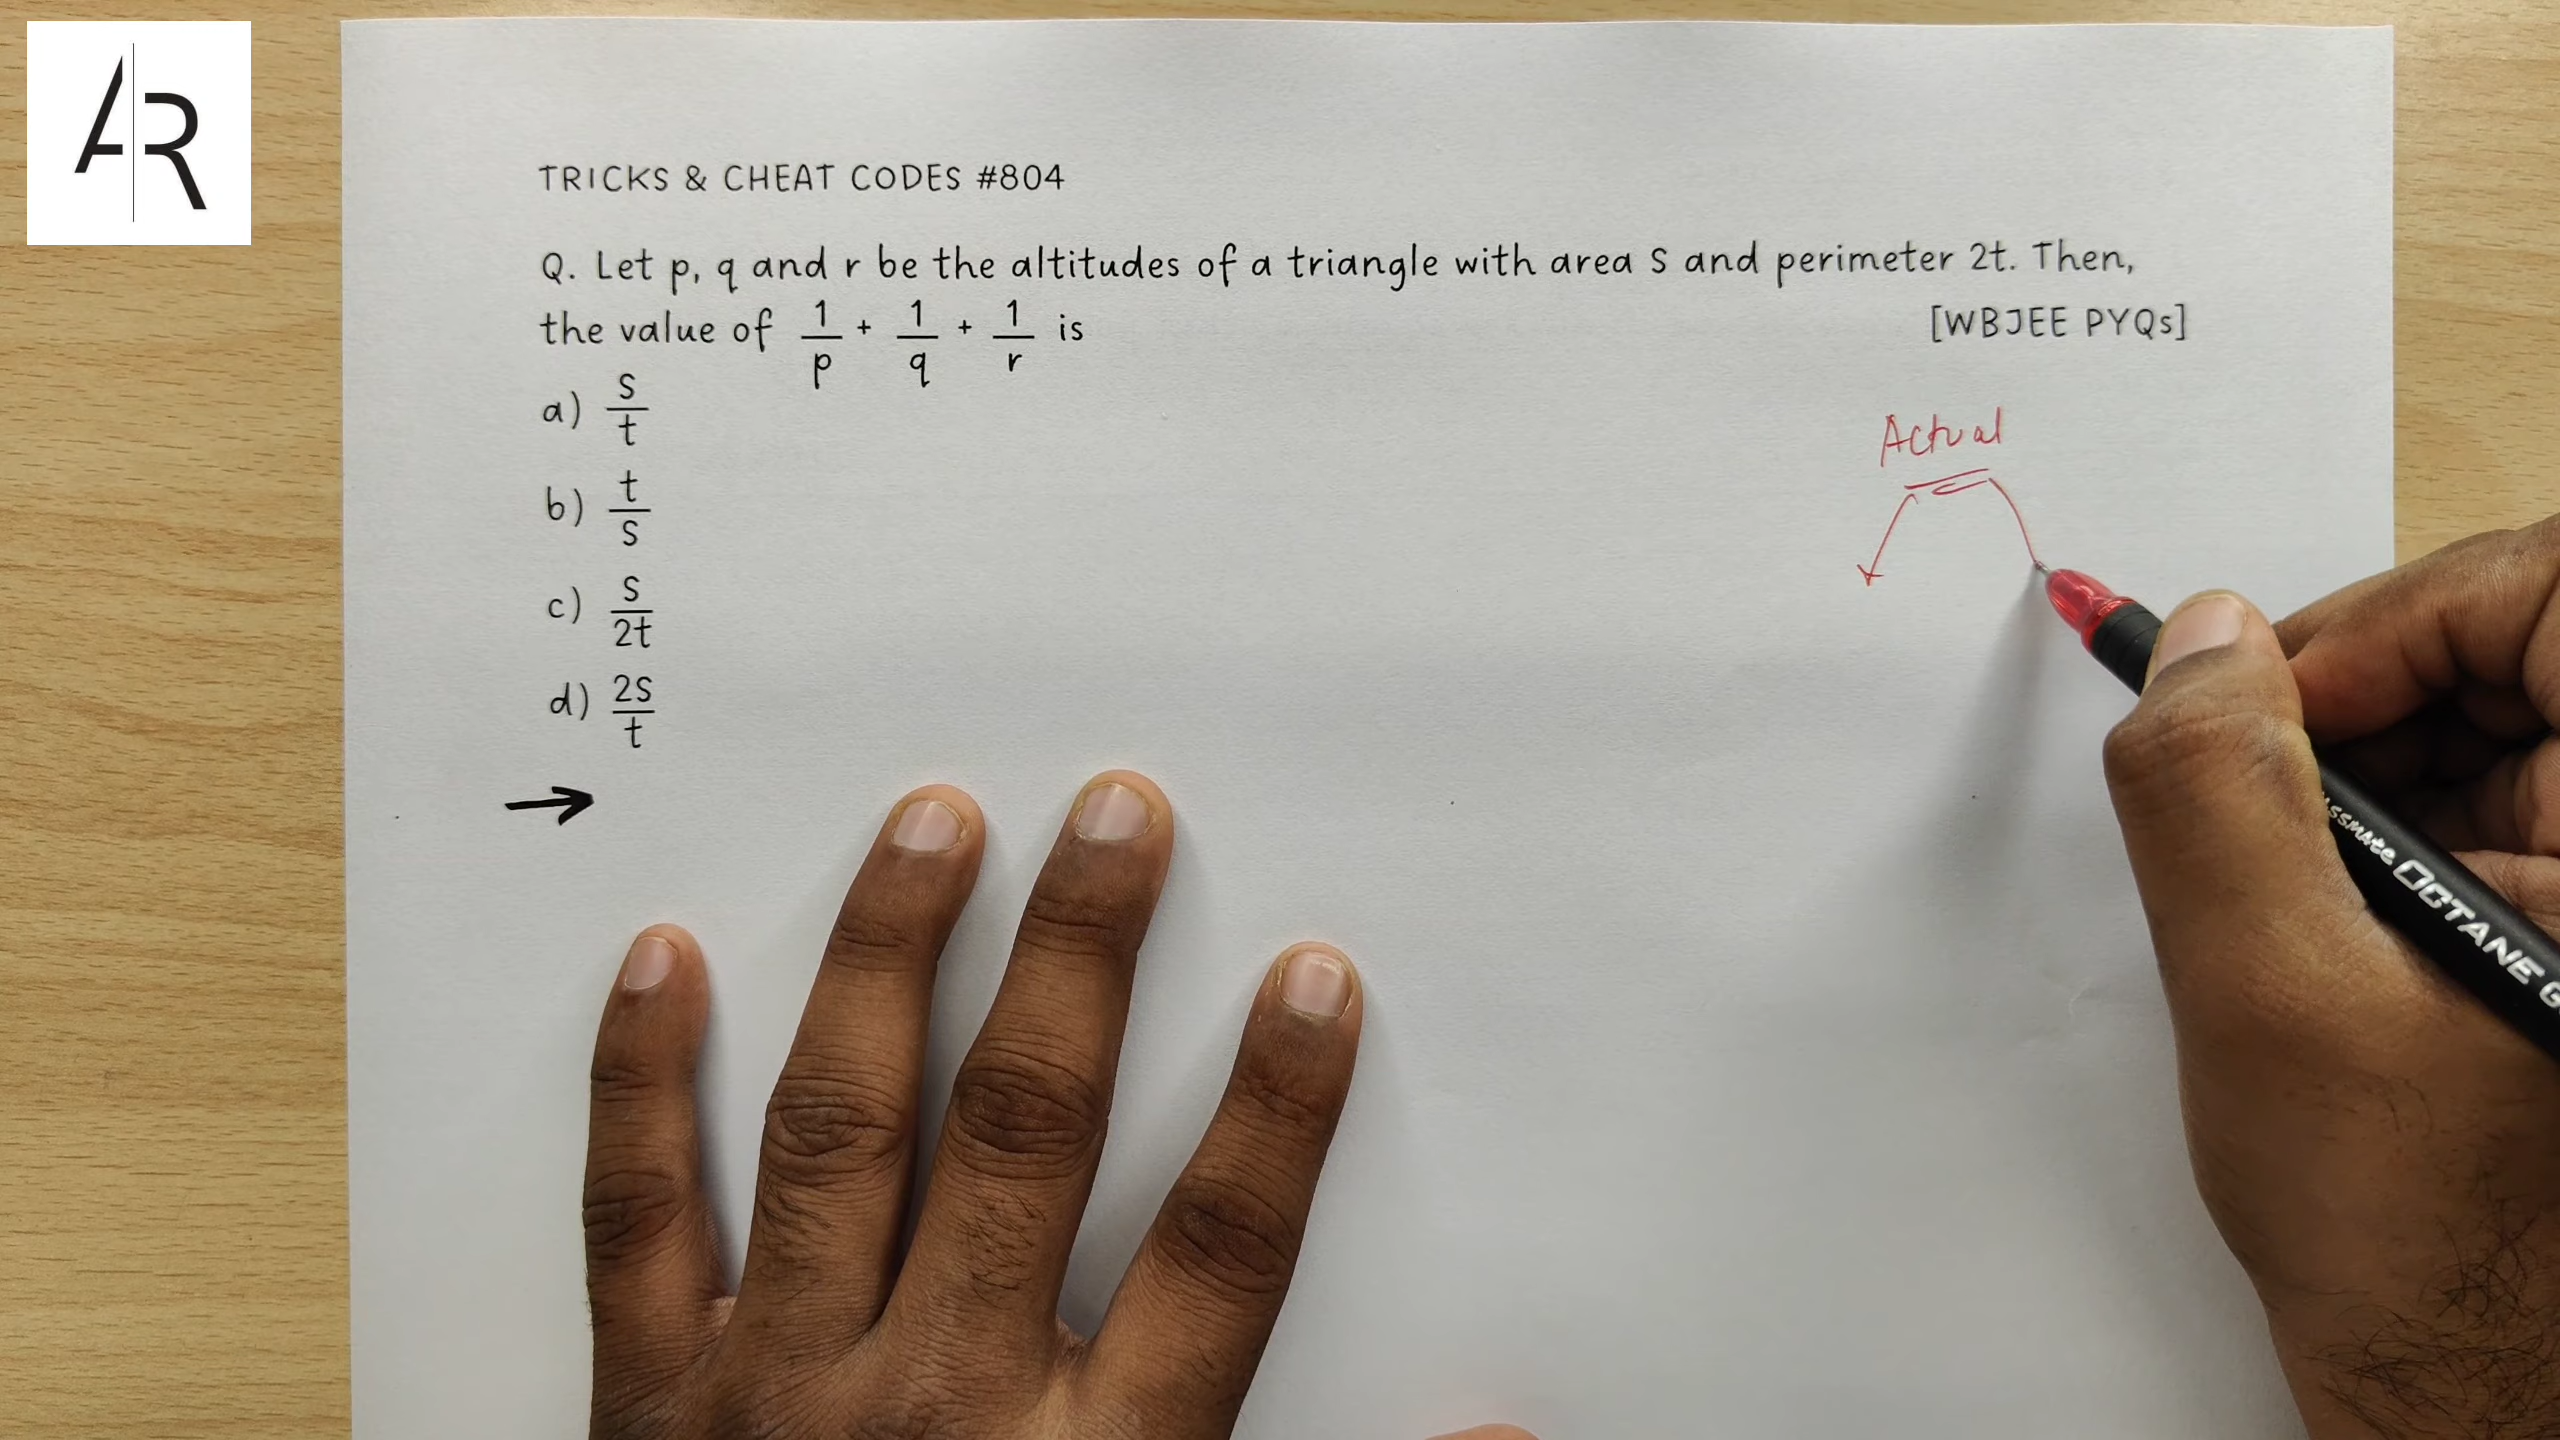 AR
TRICKS & CHEAT CODES #804
Q. Let p, q and r be the altitudes of a triangle with area S and perimeter 2t. Then,
the value of 1/p + 1/q + 1/r is
[WBJEE PYQs]
a) S/t
b) t/S
c) S/2t
d) 2S/t
Actual
classmate OCTANE G